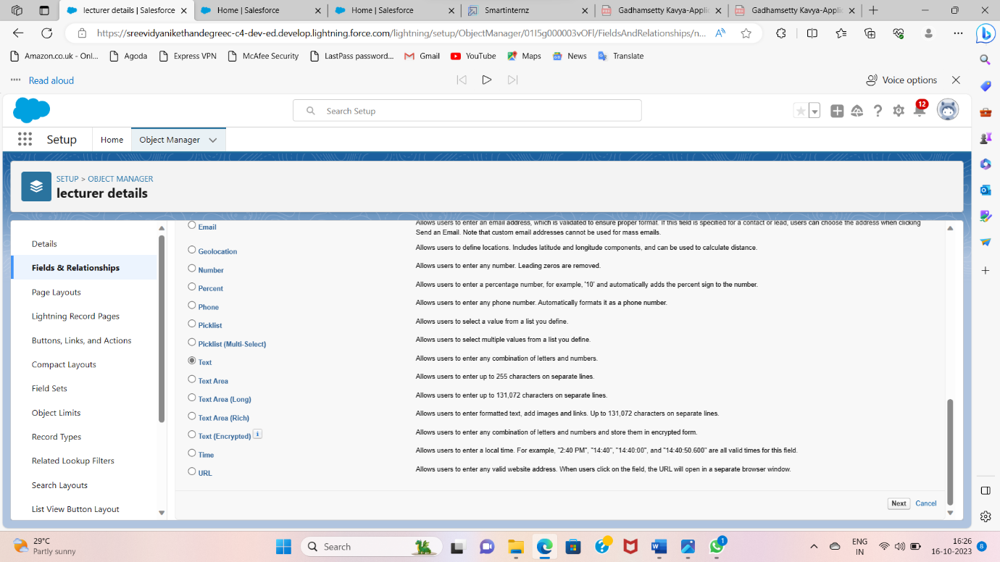 lecturer details | Salesforce
Home | Salesforce
Home | Salesforce
Smartinternz
Gadhamsetty Kavya-Applic
Gadhamsetty Kavya-Applic
https://sreevidyanikethandegreec-c4-dev-ed.develop.lightning.force.com/lightning/setup/ObjectManager/01I5g000003vOFl/FieldsAndRelationships/n...
Amazon.co.uk - Onl...
Agoda
Express VPN
McAfee Security
LastPass password...
Gmail
YouTube
Maps
News
Translate
Read aloud
Voice options
Search Setup
12
Setup
Home
Object Manager
SETUP > OBJECT MANAGER
lecturer details
Details
Fields & Relationships
Page Layouts
Lightning Record Pages
Buttons, Links, and Actions
Compact Layouts
Field Sets
Object Limits
Record Types
Related Lookup Filters
Search Layouts
List View Button Layout
Email
Allows users to enter an email address, which is validated to ensure proper format. If this field is specified for a contact or lead, users can choose the address when clicking
Send an Email. Note that custom email addresses cannot be used for mass emails.
Geolocation
Allows users to define locations. Includes latitude and longitude components, and can be used to calculate distance.
Number
Allows users to enter any number. Leading zeros are removed.
Percent
Allows users to enter a percentage number, for example, '10' and automatically adds the percent sign to the number.
Phone
Allows users to enter any phone number. Automatically formats it as a phone number.
Picklist
Allows users to select a value from a list you define.
Picklist (Multi-Select)
Allows users to select multiple values from a list you define.
Text
Allows users to enter any combination of letters and numbers.
Text Area
Allows users to enter up to 255 characters on separate lines.
Text Area (Long)
Allows users to enter up to 131,072 characters on separate lines.
Text Area (Rich)
Allows users to enter formatted text, add images and links. Up to 131,072 characters on separate lines.
Text (Encrypted) i
Allows users to enter any combination of letters and numbers and store them in encrypted form.
Time
Allows users to enter a local time. For example, "2:40 PM", "14:40", "14:40:00", and "14:40:50.600" are all valid times for this field.
URL
Allows users to enter any valid website address. When users click on the field, the URL will open in a separate browser window.
Next
Cancel
29°C
Partly sunny
Search
1
ENG
IN
16:26
16-10-2023
8